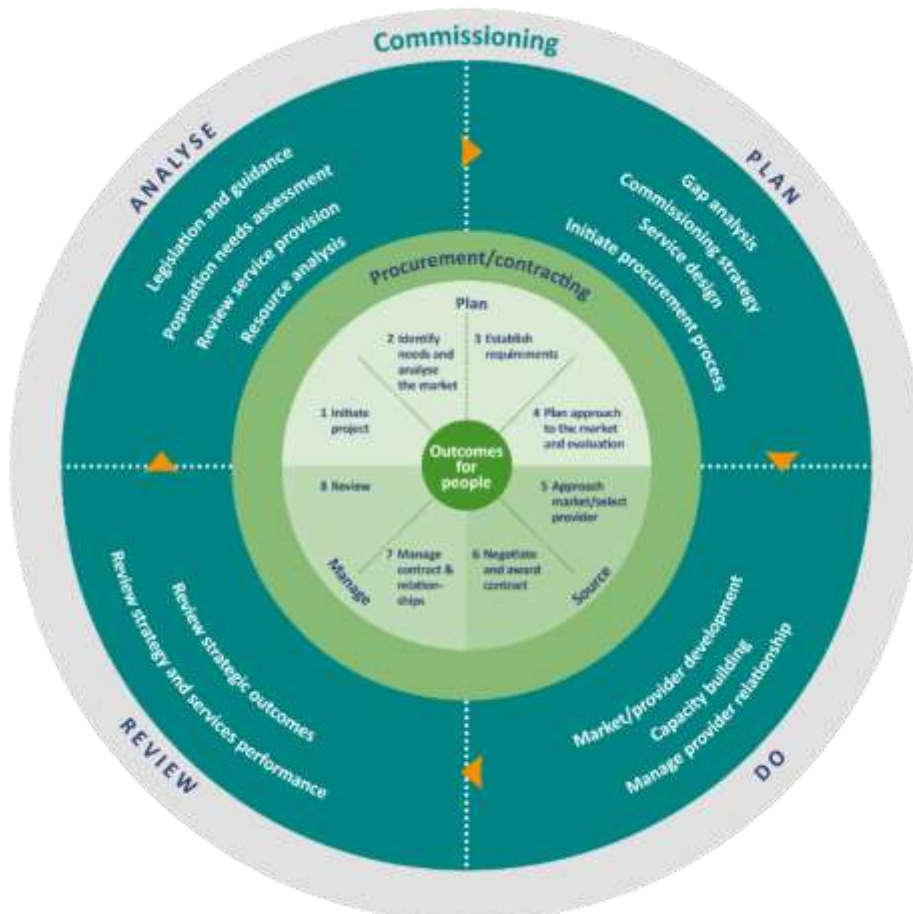 Commissioning
ANALYSE
Legislation and guidance
Population needs assessment
Review service provision
Resource analysis
PLAN
Gap analysis
Commissioning strategy
Service design
Initiate procurement process
DO
Market/provider development
Capacity building
Manage provider relationship
REVIEW
Review strategic outcomes
Review strategy and services performance
Procurement/contracting
Plan
1 Initiate
project
2 Identify
needs and
analyse
the market
3 Establish
requirements
4 Plan approach
to the market
and evaluation
Source
5 Approach
market/select
provider
6 Negotiate
and award
contract
Manage
7 Manage
contract &
relation-
ships
8 Review
Outcomes
for
people